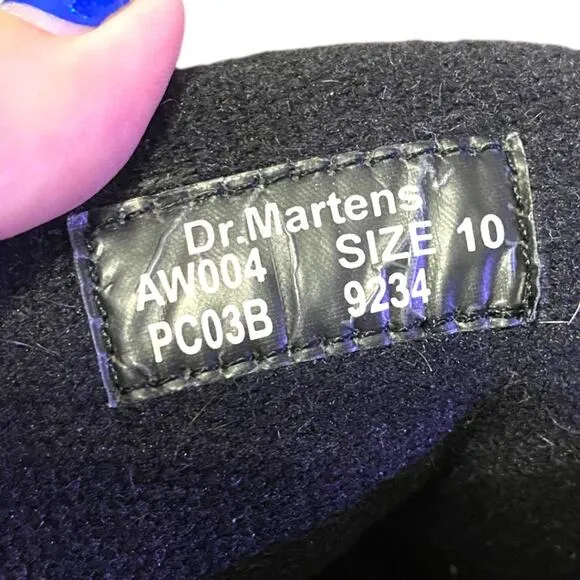 Dr.Martens
AW004 SIZE 10
PC03B 9234